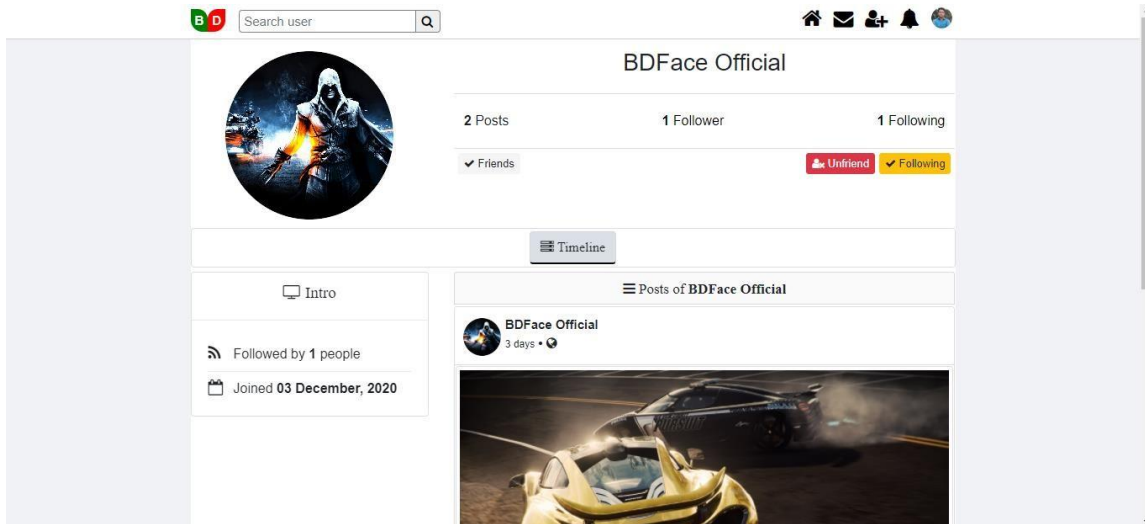 B D
Search user
BDFace Official
2 Posts 1 Follower 1 Following
Friends
Unfriend Following
Timeline
Intro
Posts of BDFace Official
BDFace Official
3 days •
Followed by 1 people
Joined 03 December, 2020